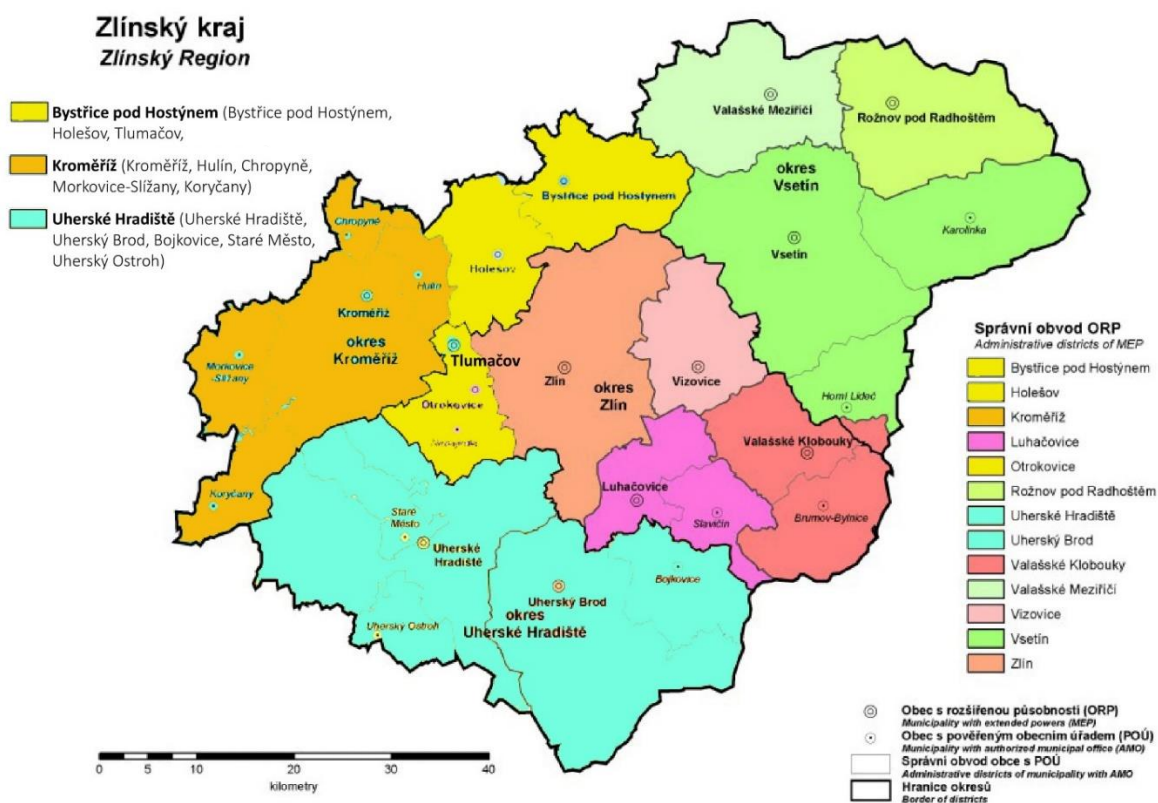 Zlínský kraj
Zlínský Region
Bystřice pod Hostýnem (Bystřice pod Hostýnem,
Holešov, Tlumačov,
Kroměříž (Kroměříž, Hulín, Chropyně,
Morkovice-Slížany, Koryčany)
Uherské Hradiště (Uherské Hradiště,
Uherský Brod, Bojkovice, Staré Město,
Uherský Ostroh)
Valašské Meziříčí
Rožnov pod Radhoštěm
okres
Vsetín
Bystřice pod Hostýnem
Chropyně
Karolinka
Vsetín
Holešov
Hulín
Kroměříž
okres
Kroměříž
Tlumačov
Morkovice
-Slížany
Zlín
okres
Zlín
Vizovice
Otrokovice
Horní Lideč
Valašské Klobouky
Koryčany
Luhačovice
Slavičín
Brumov-Bylnice
Staré
Město
Uherské
Hradiště
Bojkovice
Uherský Brod
okres
Uherské Hradiště
Uherský Ostroh
Správní obvod ORP
Administrative districts of MEP
Bystřice pod Hostýnem
Holešov
Kroměříž
Luhačovice
Otrokovice
Rožnov pod Radhoštěm
Uherské Hradiště
Uherský Brod
Valašské Klobouky
Valašské Meziříčí
Vizovice
Vsetín
Zlín
Obec s rozšířenou působností (ORP)
Municipality with extended powers (MEP)
Obec s pověřeným obecním úřadem (POÚ)
Municipality with authorized municipal office (AMO)
Správní obvod obce s POÚ
Administrative districts of municipality with AMO
Hranice okresů
Border of districts
0 5 10 20 30 40
kilometry